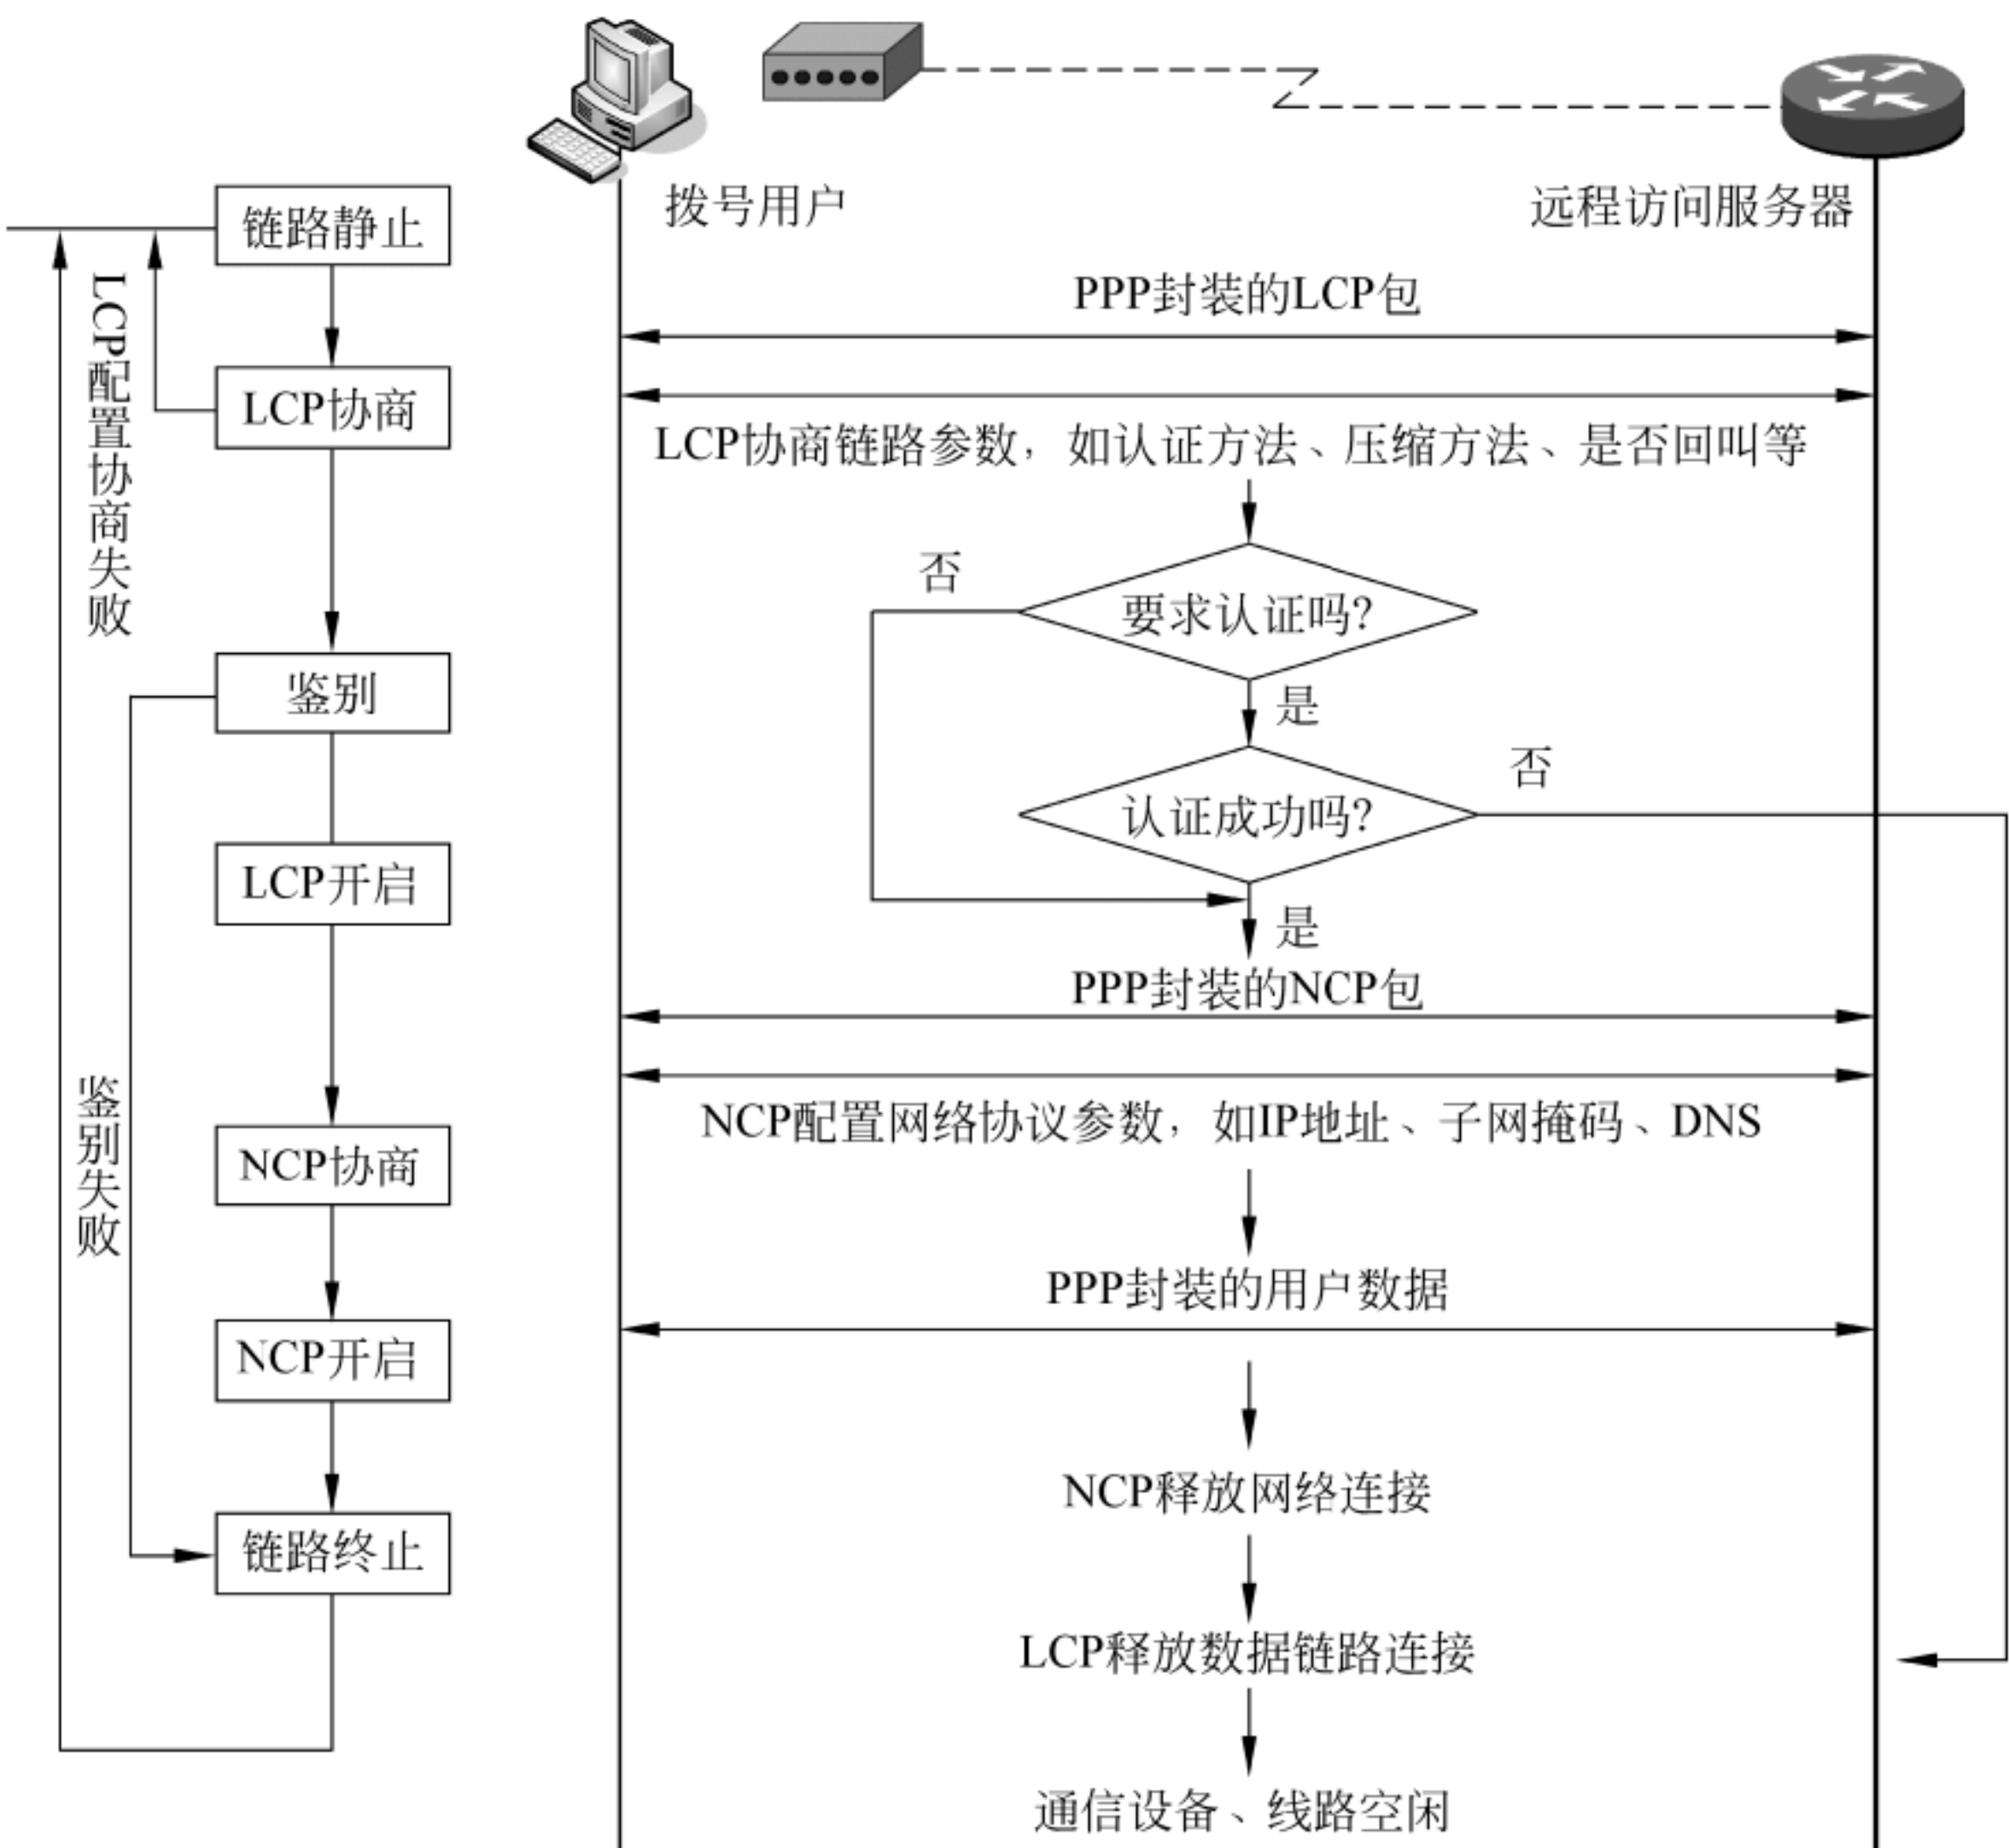 拨号用户
远程访问服务器
链路静止
LCP配置协商失败
LCP协商
鉴别
LCP开启
鉴别失败
NCP协商
NCP开启
链路终止
PPP封装的LCP包
LCP协商链路参数，如认证方法、压缩方法、是否回叫等
否
要求认证吗?
是
否
认证成功吗?
是
PPP封装的NCP包
NCP配置网络协议参数，如IP地址、子网掩码、DNS
PPP封装的用户数据
NCP释放网络连接
LCP释放数据链路连接
通信设备、线路空闲